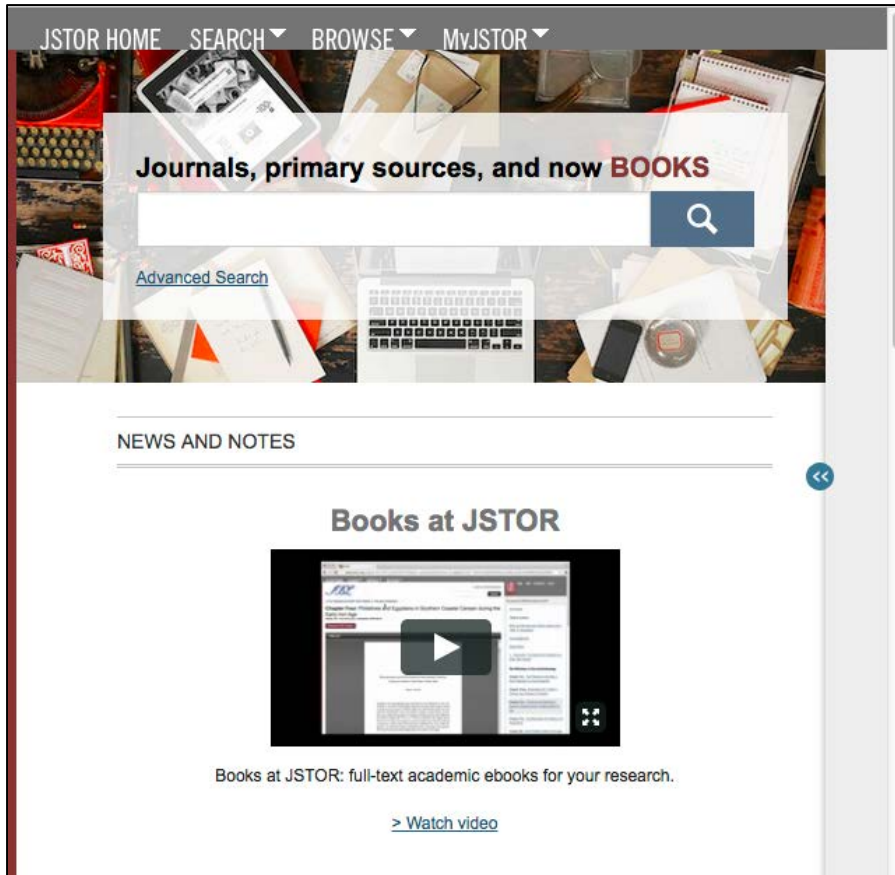 JSTOR HOME SEARCH BROWSE MyJSTOR
Journals, primary sources, and now BOOKS
Advanced Search
NEWS AND NOTES
Books at JSTOR
Books at JSTOR: full-text academic ebooks for your research.
> Watch video